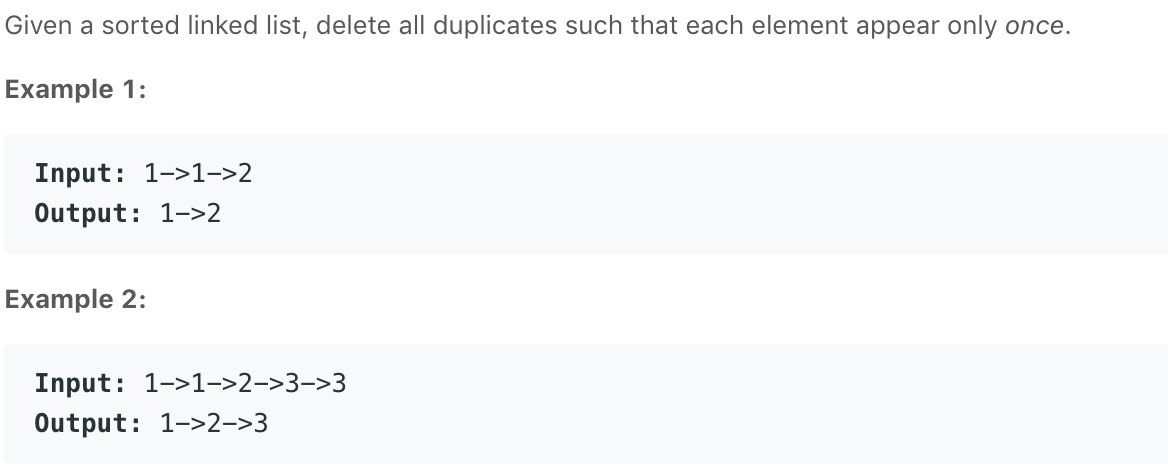 Given a sorted linked list, delete all duplicates such that each element appear only once.
Example 1:
Input: 1->1->2
Output: 1->2
Example 2:
Input: 1->1->2->3->3
Output: 1->2->3